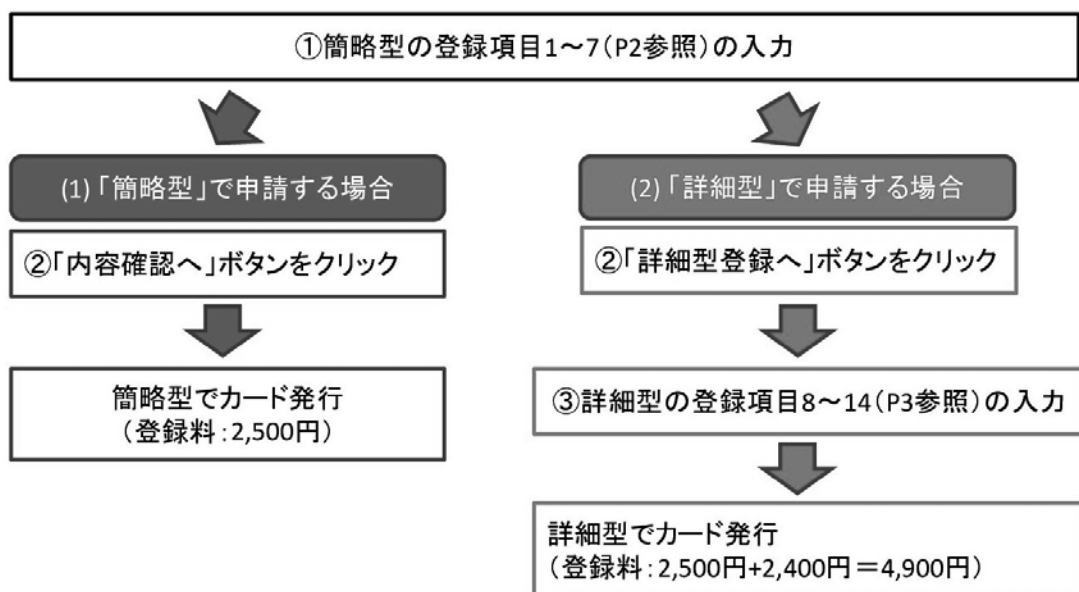 ①簡略型の登録項目1～7(P2参照)の入力
(1)「簡略型」で申請する場合
②「内容確認へ」ボタンをクリック
簡略型でカード発行
(登録料:2,500円)
(2)「詳細型」で申請する場合
②「詳細型登録へ」ボタンをクリック
③詳細型の登録項目8～14(P3参照)の入力
詳細型でカード発行
(登録料:2,500円+2,400円=4,900円)